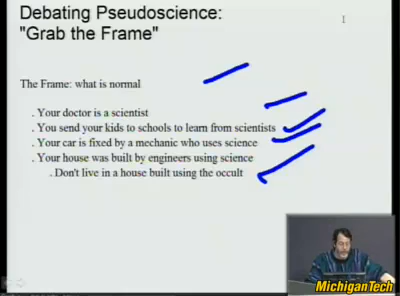 Debating Pseudoscience:
"Grab the Frame"
The Frame: what is normal
. Your doctor is a scientist
. You send your kids to schools to learn from scientists
. Your car is fixed by a mechanic who uses science
. Your house was built by engineers using science
. Don't live in a house built using the occult
MichiganTech